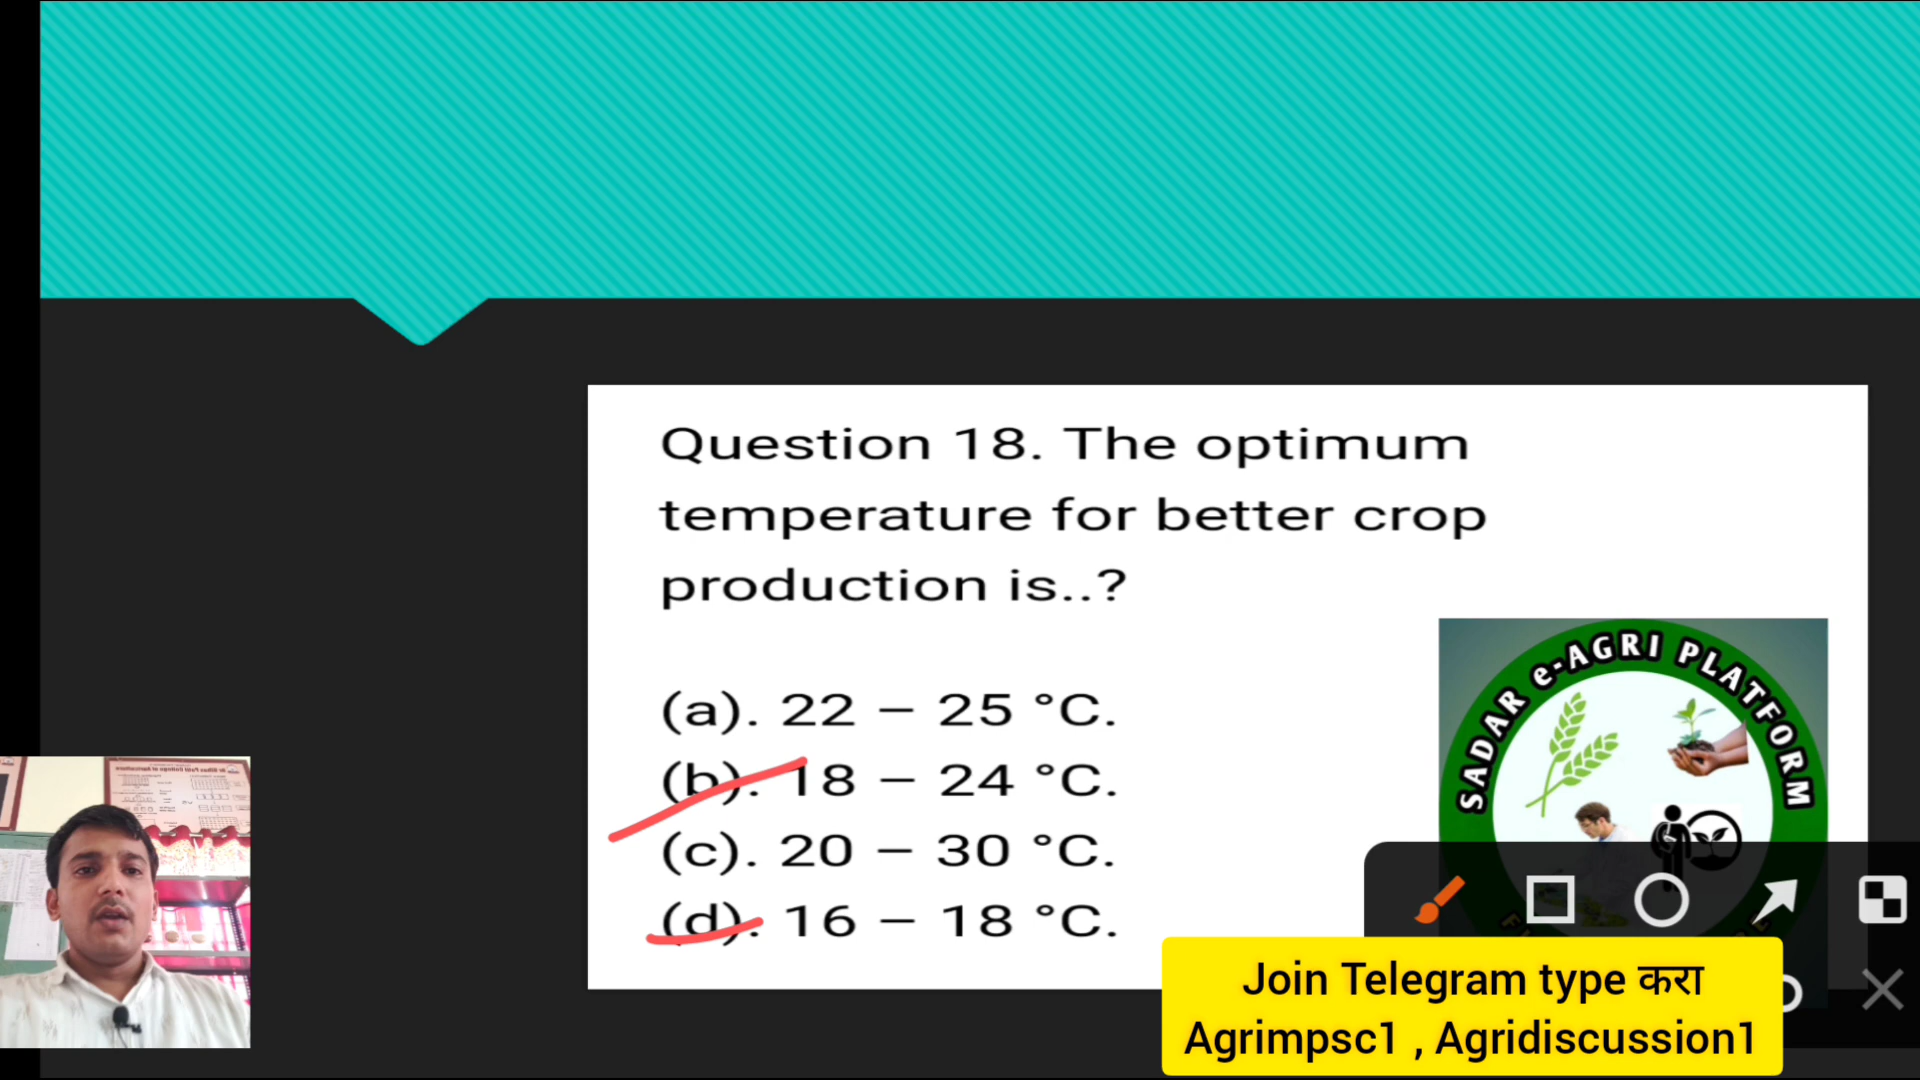 Question 18. The optimum
temperature for better crop
production is..?
(a). 22 – 25 °C.
(b). 18 – 24 °C.
(c). 20 – 30 °C.
(d). 16 – 18 °C.
SADAR e-AGRI PLATFORM
Join Telegram type करा
Agrimpsc1 , Agridiscussion1